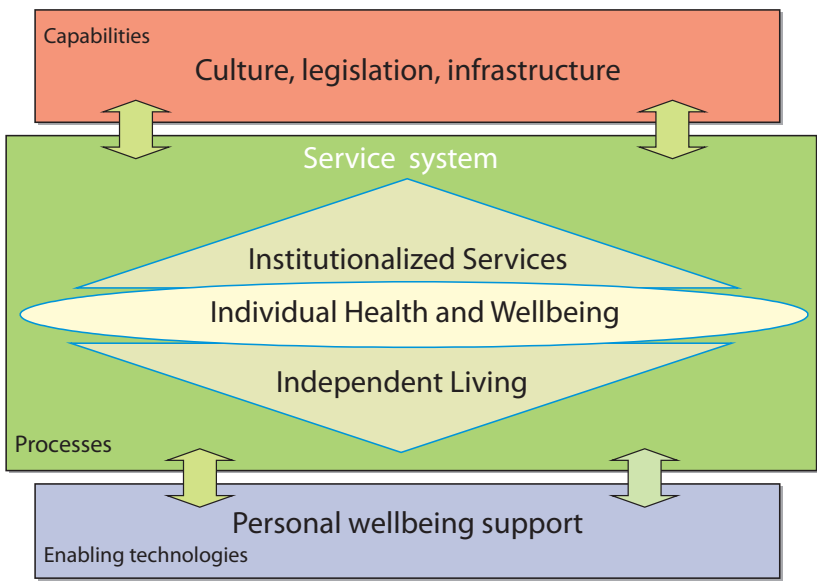 Capabilities
Culture, legislation, infrastructure
Service system
Institutionalized Services
Individual Health and Wellbeing
Independent Living
Processes
Personal wellbeing support
Enabling technologies